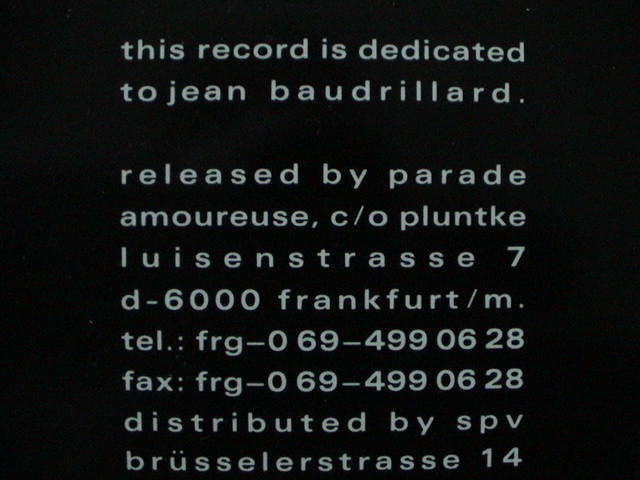 this record is dedicated
to jean baudrillard.
released by parade
amoureuse, c/o pluntke
luisenstrasse 7
d-6000 frankfurt/m.
tel.: frg–0 69–499 06 28
fax: frg–0 69–499 06 28
distributed by spv
brüsselerstrasse 14